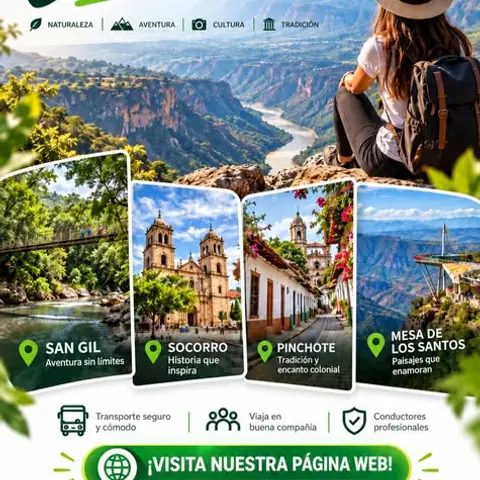 NATURALEZA | AVENTURA | CULTURA | TRADICIÓN
SAN GIL
Aventura sin límites
SOCORRO
Historia que
inspira
PINCHOTE
Tradición y
encanto colonial
MESA DE
LOS SANTOS
Paisajes que
enamoran
Transporte seguro
y cómodo
Viaja en
buena compañía
Conductores
profesionales
¡VISITA NUESTRA PÁGINA WEB!